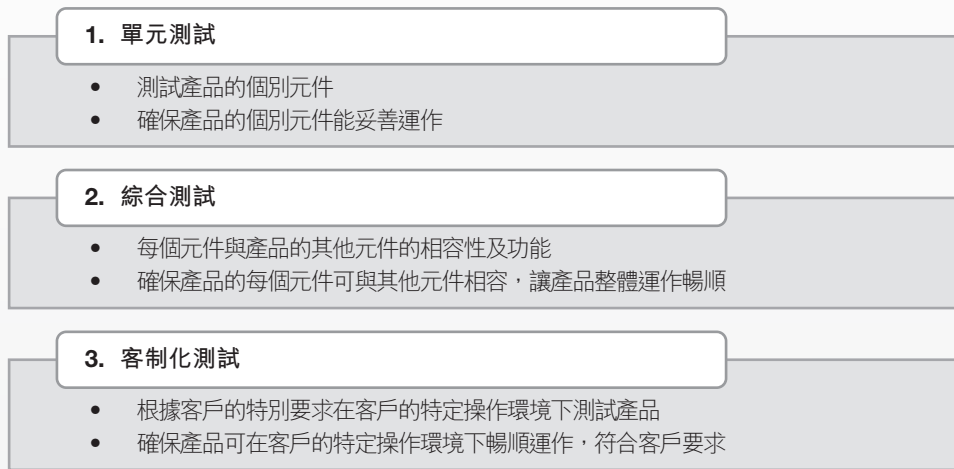 1. 單元測試
• 測試產品的個別元件
• 確保產品的個別元件能妥善運作
2. 綜合測試
• 每個元件與產品的其他元件的相容性及功能
• 確保產品的每個元件可與其他元件相容，讓產品整體運作暢順
3. 客制化測試
• 根據客戶的特別要求在客戶的特定操作環境下測試產品
• 確保產品可在客戶的特定操作環境下暢順運作，符合客戶要求